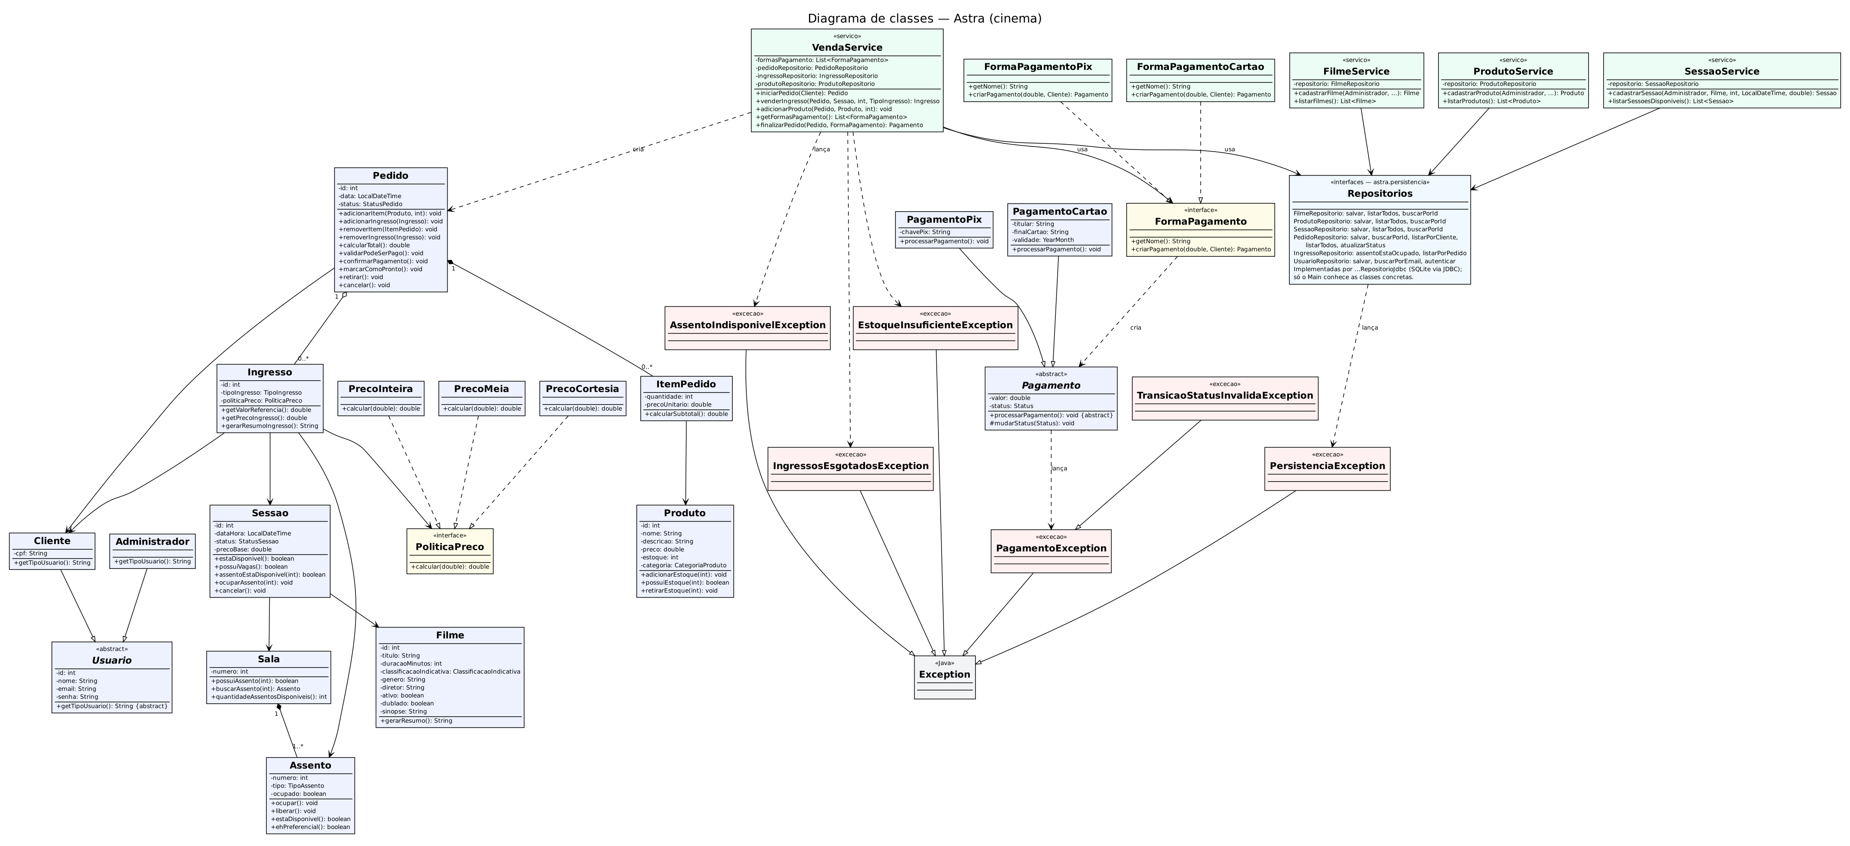 Diagrama de classes — Astra (cinema)
«servico»
VendaService
-formasPagamento: List<FormaPagamento>
-pedidoRepositorio: PedidoRepositorio
-ingressoRepositorio: IngressoRepositorio
-produtoRepositorio: ProdutoRepositorio
+iniciarPedido(Cliente): Pedido
+venderIngresso(Pedido, Sessao, int, TipoIngresso): Ingresso
+adicionarProduto(Pedido, Produto, int): void
+getFormasPagamento(): List<FormaPagamento>
+finalizarPedido(Pedido, FormaPagamento): Pagamento
FormaPagamentoPix
+getNome(): String
+criarPagamento(double, Cliente): Pagamento
FormaPagamentoCartao
+getNome(): String
+criarPagamento(double, Cliente): Pagamento
«servico»
FilmeService
-repositorio: FilmeRepositorio
+cadastrarFilme(Administrador, ...): Filme
+listarFilmes(): List<Filme>
«servico»
ProdutoService
-repositorio: ProdutoRepositorio
+cadastrarProduto(Administrador, ...): Produto
+listarProdutos(): List<Produto>
«servico»
SessaoService
-repositorio: SessaoRepositorio
+cadastrarSessao(Administrador, Filme, int, LocalDateTime, double): Sessao
+listarSessoesDisponiveis(): List<Sessao>
cria
lança
usa
usa
Pedido
-id: int
-data: LocalDateTime
-status: StatusPedido
+adicionarItem(Produto, int): void
+adicionarIngresso(Ingresso): void
+removerItem(ItemPedido): void
+removerIngresso(Ingresso): void
+calcularTotal(): double
+validarPodeSerPago(): void
+confirmarPagamento(): void
+marcarComoPronto(): void
+retirar(): void
+cancelar(): void
1
1
PagamentoPix
-chavePix: String
+processarPagamento(): void
PagamentoCartao
-titular: String
-finalCartao: String
-validade: YearMonth
+processarPagamento(): void
«interface»
FormaPagamento
+getNome(): String
+criarPagamento(double, Cliente): Pagamento
«interfaces — astra.persistencia»
Repositorios
FilmeRepositorio: salvar, listarTodos, buscarPorId
ProdutoRepositorio: salvar, listarTodos, buscarPorId
SessaoRepositorio: salvar, listarTodos, buscarPorId
PedidoRepositorio: salvar, buscarPorId, listarPorCliente,
listarTodos, atualizarStatus
IngressoRepositorio: assentoEstaOcupado, listarPorPedido
UsuarioRepositorio: salvar, buscarPorEmail, autenticar
Implementadas por ...RepositorioJdbc (SQLite via JDBC);
só o Main conhece as classes concretas.
«excecao»
AssentoIndisponivelException
«excecao»
EstoqueInsuficienteException
cria
lança
0..*
0..*
Ingresso
-id: int
-tipoIngresso: TipoIngresso
-politicaPreco: PoliticaPreco
+getValorReferencia(): double
+getPrecoIngresso(): double
+gerarResumoIngresso(): String
PrecoInteira
+calcular(double): double
PrecoMeia
+calcular(double): double
PrecoCortesia
+calcular(double): double
ItemPedido
-quantidade: int
-precoUnitario: double
+calcularSubtotal(): double
«abstract»
Pagamento
-valor: double
-status: Status
+processarPagamento(): void {abstract}
#mudarStatus(Status): void
«excecao»
TransicaoStatusInvalidaException
«excecao»
IngressosEsgotadosException
lança
«excecao»
PersistenciaException
Cliente
-cpf: String
+getTipoUsuario(): String
Administrador
+getTipoUsuario(): String
Sessao
-id: int
-dataHora: LocalDateTime
-status: StatusSessao
-precoBase: double
+estaDisponivel(): boolean
+possuiVagas(): boolean
+assentoEstaDisponivel(int): boolean
+ocuparAssento(int): void
+cancelar(): void
«interface»
PoliticaPreco
+calcular(double): double
Produto
-id: int
-nome: String
-descricao: String
-preco: double
-estoque: int
-categoria: CategoriaProduto
+adicionarEstoque(int): void
+possuiEstoque(int): boolean
+retirarEstoque(int): void
«excecao»
PagamentoException
«abstract»
Usuario
-id: int
-nome: String
-email: String
-senha: String
+getTipoUsuario(): String {abstract}
Sala
-numero: int
+possuiAssento(int): boolean
+buscarAssento(int): Assento
+quantidadeAssentosDisponiveis(): int
Filme
-id: int
-titulo: String
-duracaoMinutos: int
-classificacaoIndicativa: ClassificacaoIndicativa
-genero: String
-diretor: String
-ativo: boolean
-dublado: boolean
-sinopse: String
+gerarResumo(): String
«Java»
Exception
1
1..*
Assento
-numero: int
-tipo: TipoAssento
-ocupado: boolean
+ocupar(): void
+liberar(): void
+estaDisponivel(): boolean
+ehPreferencial(): boolean